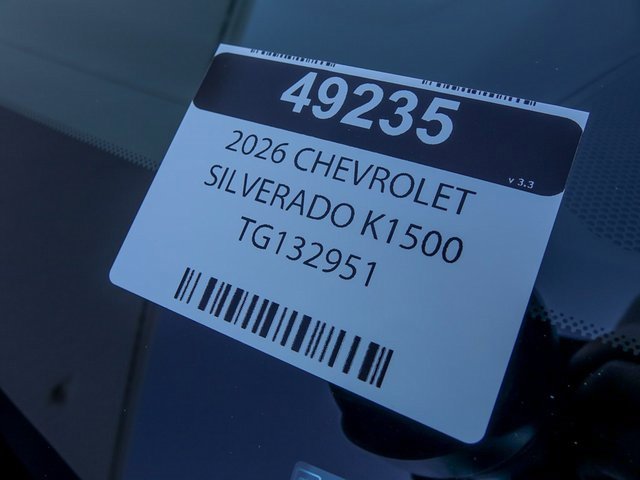 49235
v 3.3
2026 CHEVROLET
SILVERADO K1500
TG132951